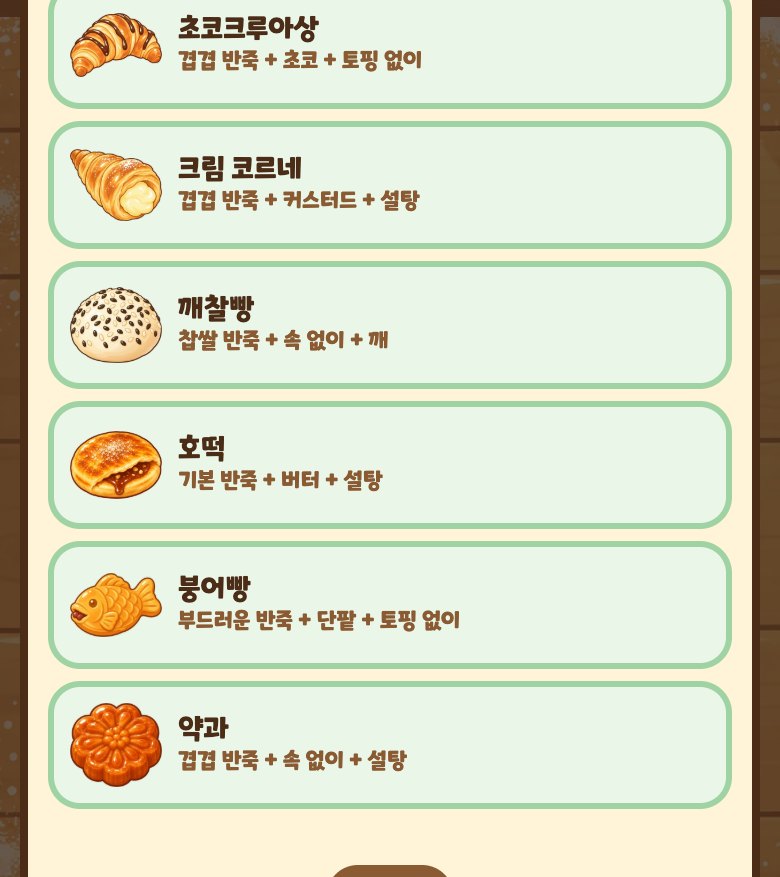 초코크루아상
겹겹 반죽 + 초코 + 토핑 없이
크림 코르네
겹겹 반죽 + 커스터드 + 설탕
깨찰빵
찹쌀 반죽 + 속 없이 + 깨
호떡
기본 반죽 + 버터 + 설탕
붕어빵
부드러운 반죽 + 단팥 + 토핑 없이
약과
겹겹 반죽 + 속 없이 + 설탕